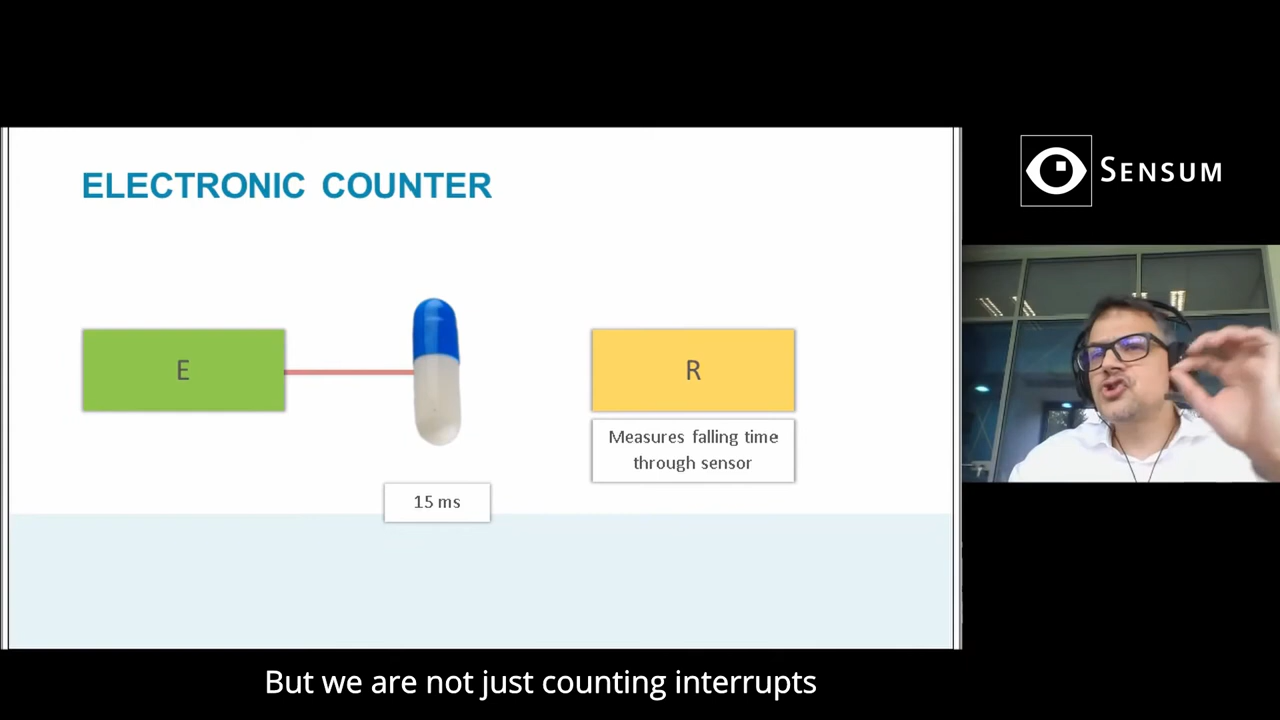 ELECTRONIC COUNTER
SENSUM
E
R
Measures falling time
through sensor
15 ms
But we are not just counting interrupts